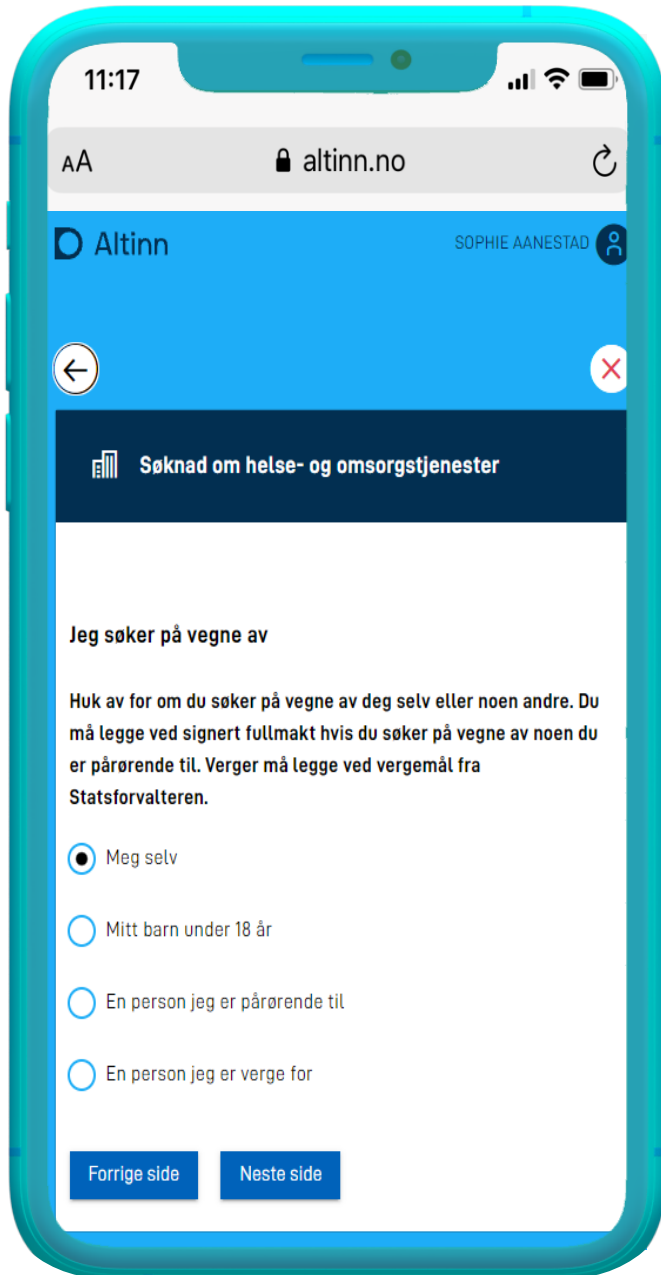 11:17
AA altinn.no
Altinn SOPHIE AANESTAD
Søknad om helse- og omsorgstjenester
Jeg søker på vegne av
Huk av for om du søker på vegne av deg selv eller noen andre. Du
må legge ved signert fullmakt hvis du søker på vegne av noen du
er pårørende til. Verger må legge ved vergemål fra
Statsforvalteren.
Meg selv
Mitt barn under 18 år
En person jeg er pårørende til
En person jeg er verge for
Forrige side Neste side